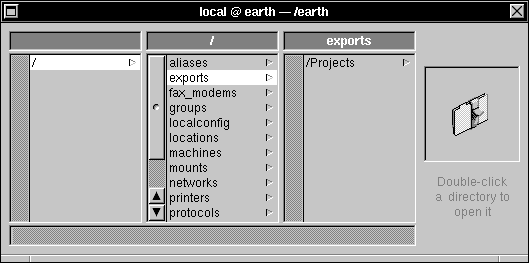 local @ earth — /earth
/
exports
/
aliases
exports
fax_modems
groups
localconfig
locations
machines
mounts
networks
printers
protocols
/Projects
Double-click
a directory to
open it